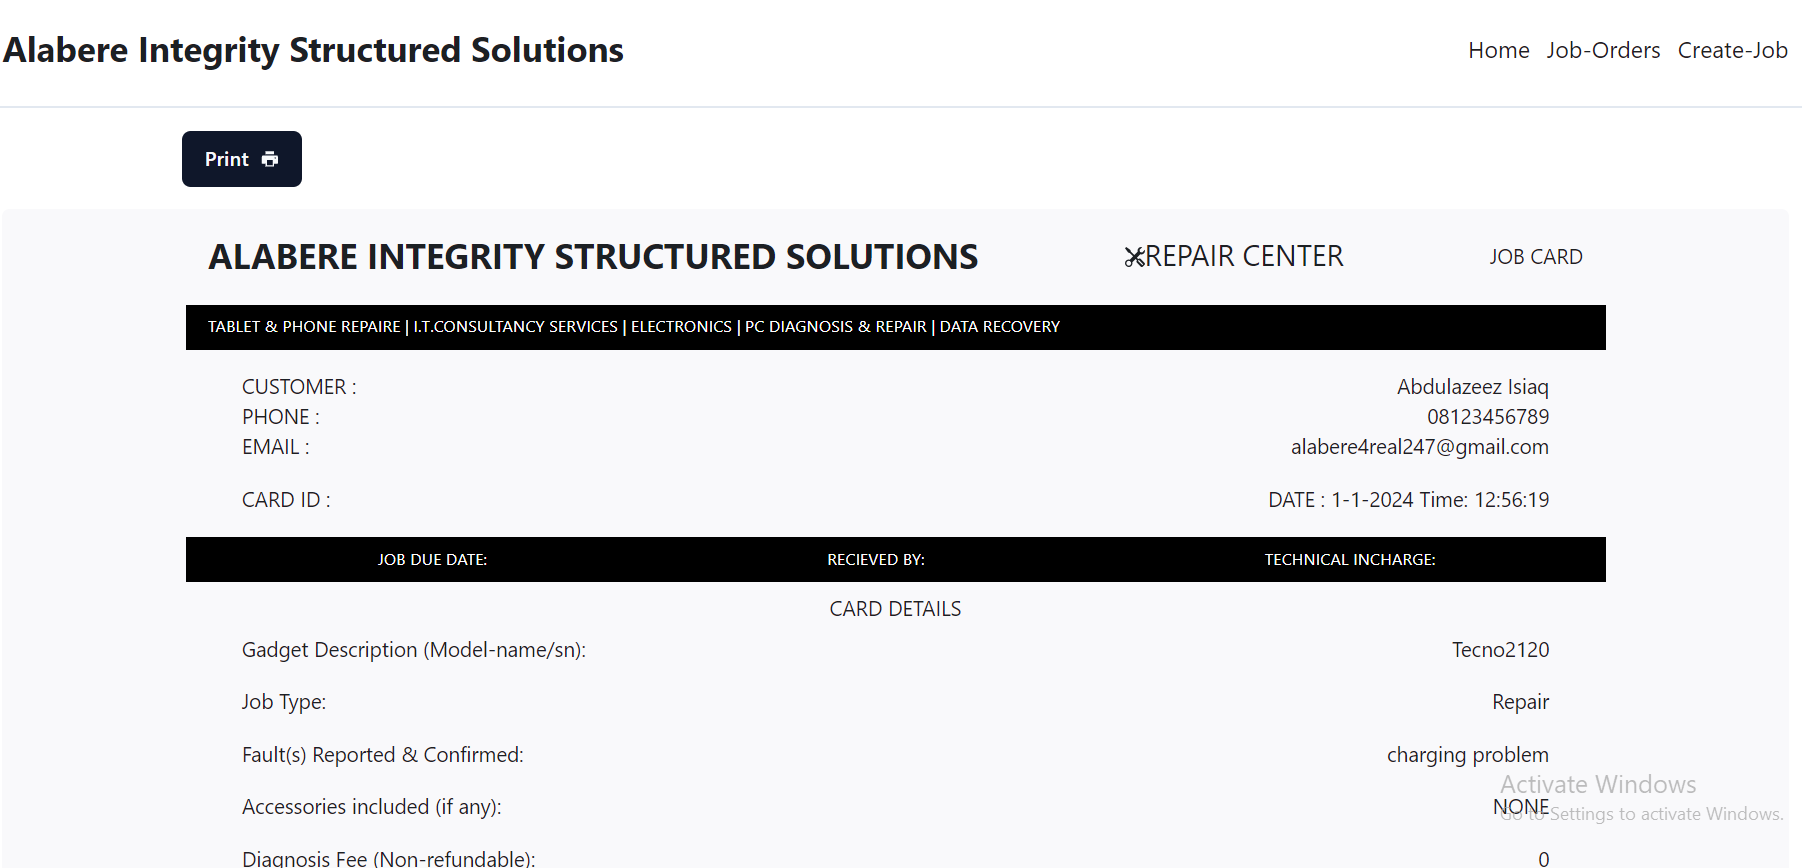 Alabere Integrity Structured Solutions
Home Job-Orders Create-Job
Print
ALABERE INTEGRITY STRUCTURED SOLUTIONS REPAIR CENTER JOB CARD
TABLET & PHONE REPAIRE | I.T.CONSULTANCY SERVICES | ELECTRONICS | PC DIAGNOSIS & REPAIR | DATA RECOVERY
CUSTOMER : Abdulazeez Isiaq
PHONE : 08123456789
EMAIL : alabere4real247@gmail.com
CARD ID : DATE : 1-1-2024 Time: 12:56:19
JOB DUE DATE: RECIEVED BY: TECHNICAL INCHARGE:
CARD DETAILS
Gadget Description (Model-name/sn): Tecno2120
Job Type: Repair
Fault(s) Reported & Confirmed: charging problem
Activate Windows
Accessories included (if any): NONE
Go to Settings to activate Windows.
Diagnosis Fee (Non-refundable): 0